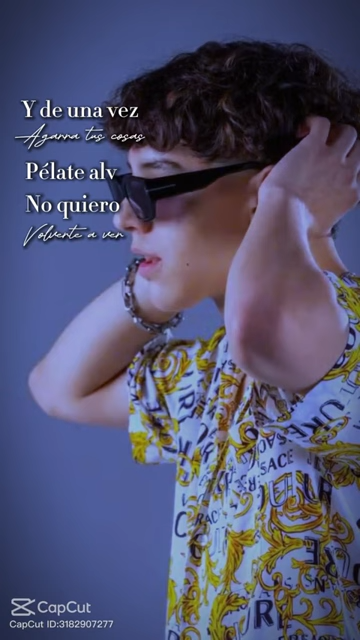 Y de una vez
Agarra tus cosas
Pélate alv
No quiero
Volverte a ver
CapCut
CapCut ID:3182907277